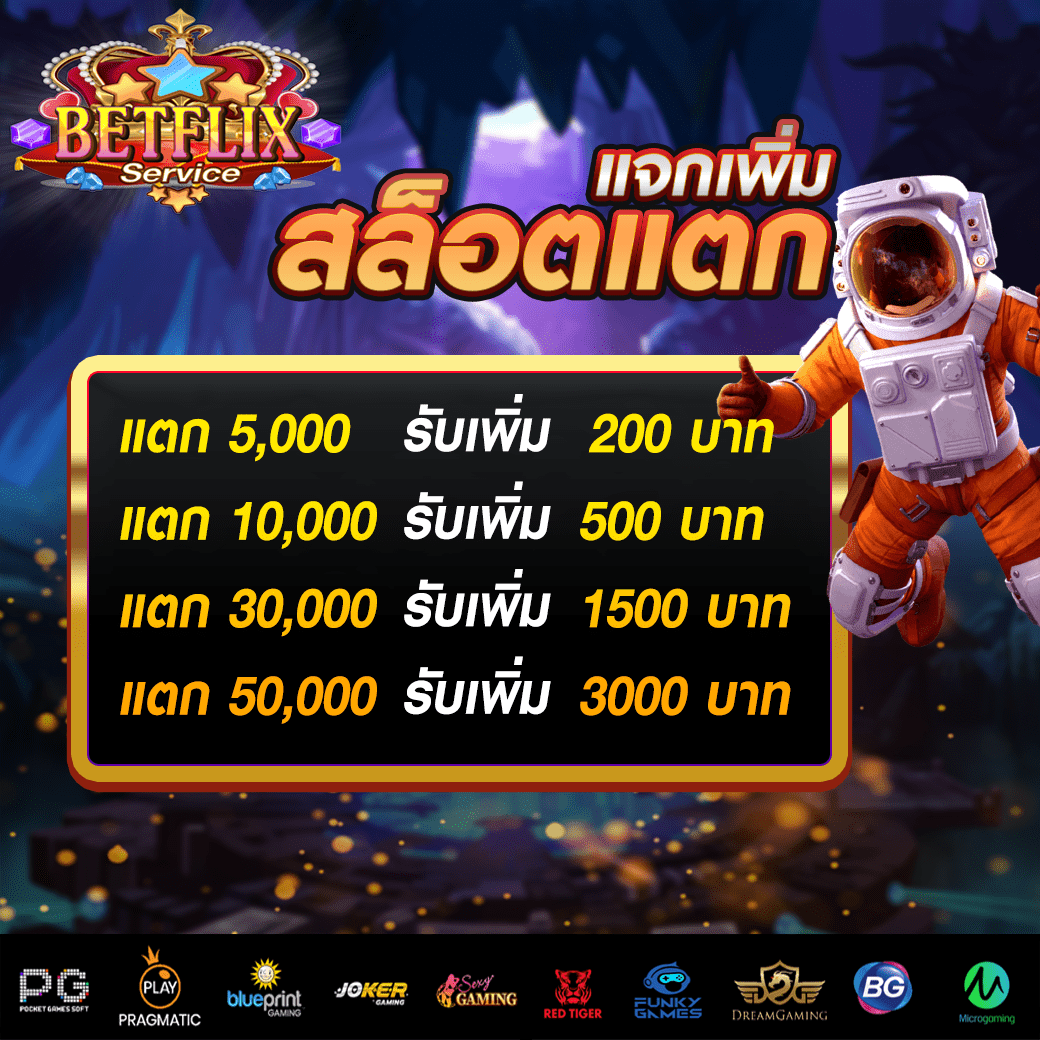 BETFLIX
Service
แจกเพิ่ม
สล็อตแตก
แตก 5,000 รับเพิ่ม 200 บาท
แตก 10,000 รับเพิ่ม 500 บาท
แตก 30,000 รับเพิ่ม 1500 บาท
แตก 50,000 รับเพิ่ม 3000 บาท
PG
POCKET GAMES SOFT
PLAY
PRAGMATIC
blueprint
GAMING
JOKER
GAMING
Sexy
GAMING
RED TIGER
FUNKY
GAMES
DG
DREAMGAMING
BG
Microgaming